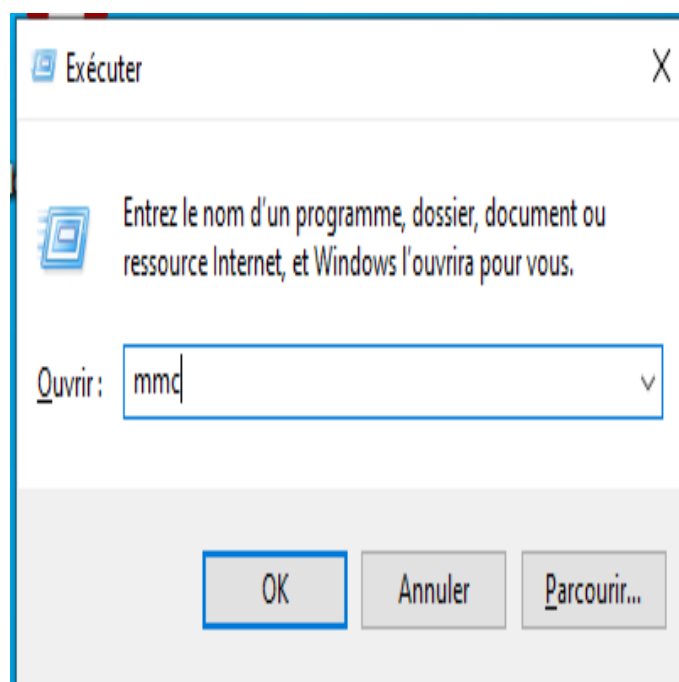 Exécuter
Entrez le nom d'un programme, dossier, document ou
ressource Internet, et Windows l'ouvrira pour vous.
Ouvrir :
mmc
OK
Annuler
Parcourir...